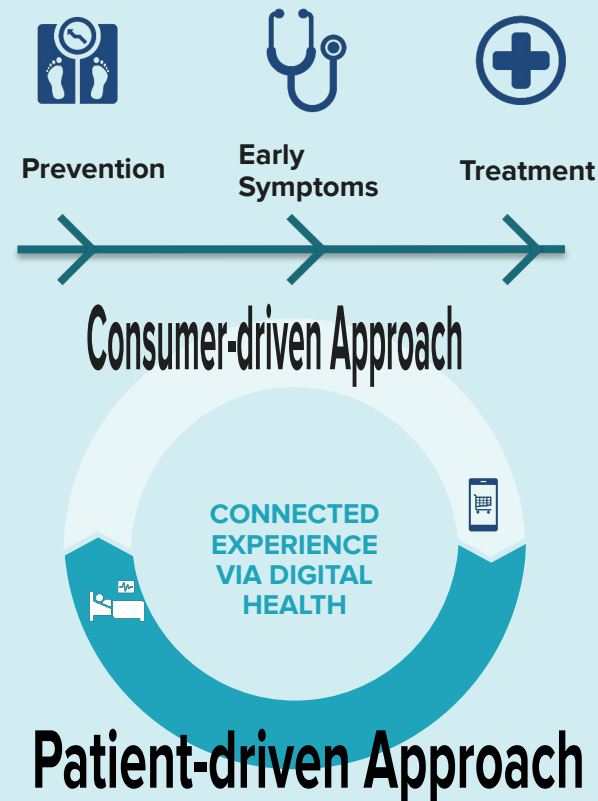 Prevention
Early
Symptoms
Treatment
Consumer-driven Approach
CONNECTED
EXPERIENCE
VIA DIGITAL
HEALTH
Patient-driven Approach